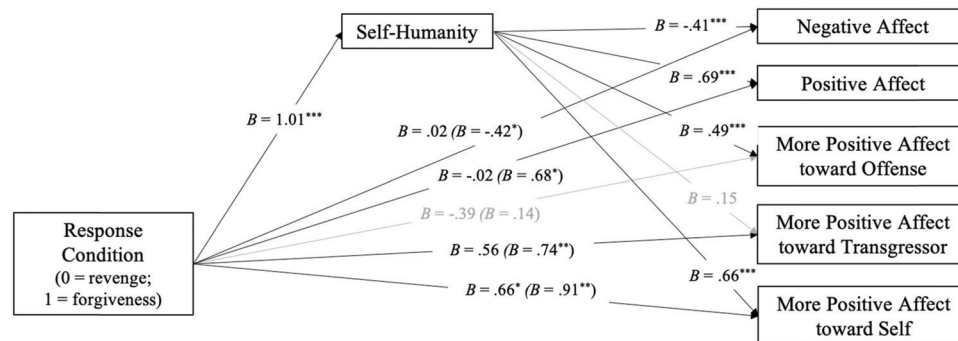 Self-Humanity
B = -.41***
Negative Affect
B = .69***
Positive Affect
B = 1.01***
B = .02 (B = -.42*)
B = .49***
More Positive Affect
toward Offense
B = -.02 (B = .68*)
B = -.39 (B = .14)
B = .15
Response
Condition
(0 = revenge;
1 = forgiveness)
B = .56 (B = .74**)
More Positive Affect
toward Transgressor
B = .66* (B = .91**)
B = .66***
More Positive Affect
toward Self